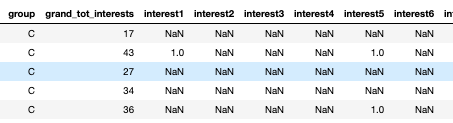 group grand_tot_interests interest1 interest2 interest3 interest4 interest5 interest6
C 17 NaN NaN NaN NaN NaN NaN
C 43 1.0 NaN NaN NaN 1.0 NaN
C 27 NaN NaN NaN NaN NaN NaN
C 34 NaN NaN NaN NaN NaN NaN
C 36 NaN NaN NaN NaN 1.0 NaN